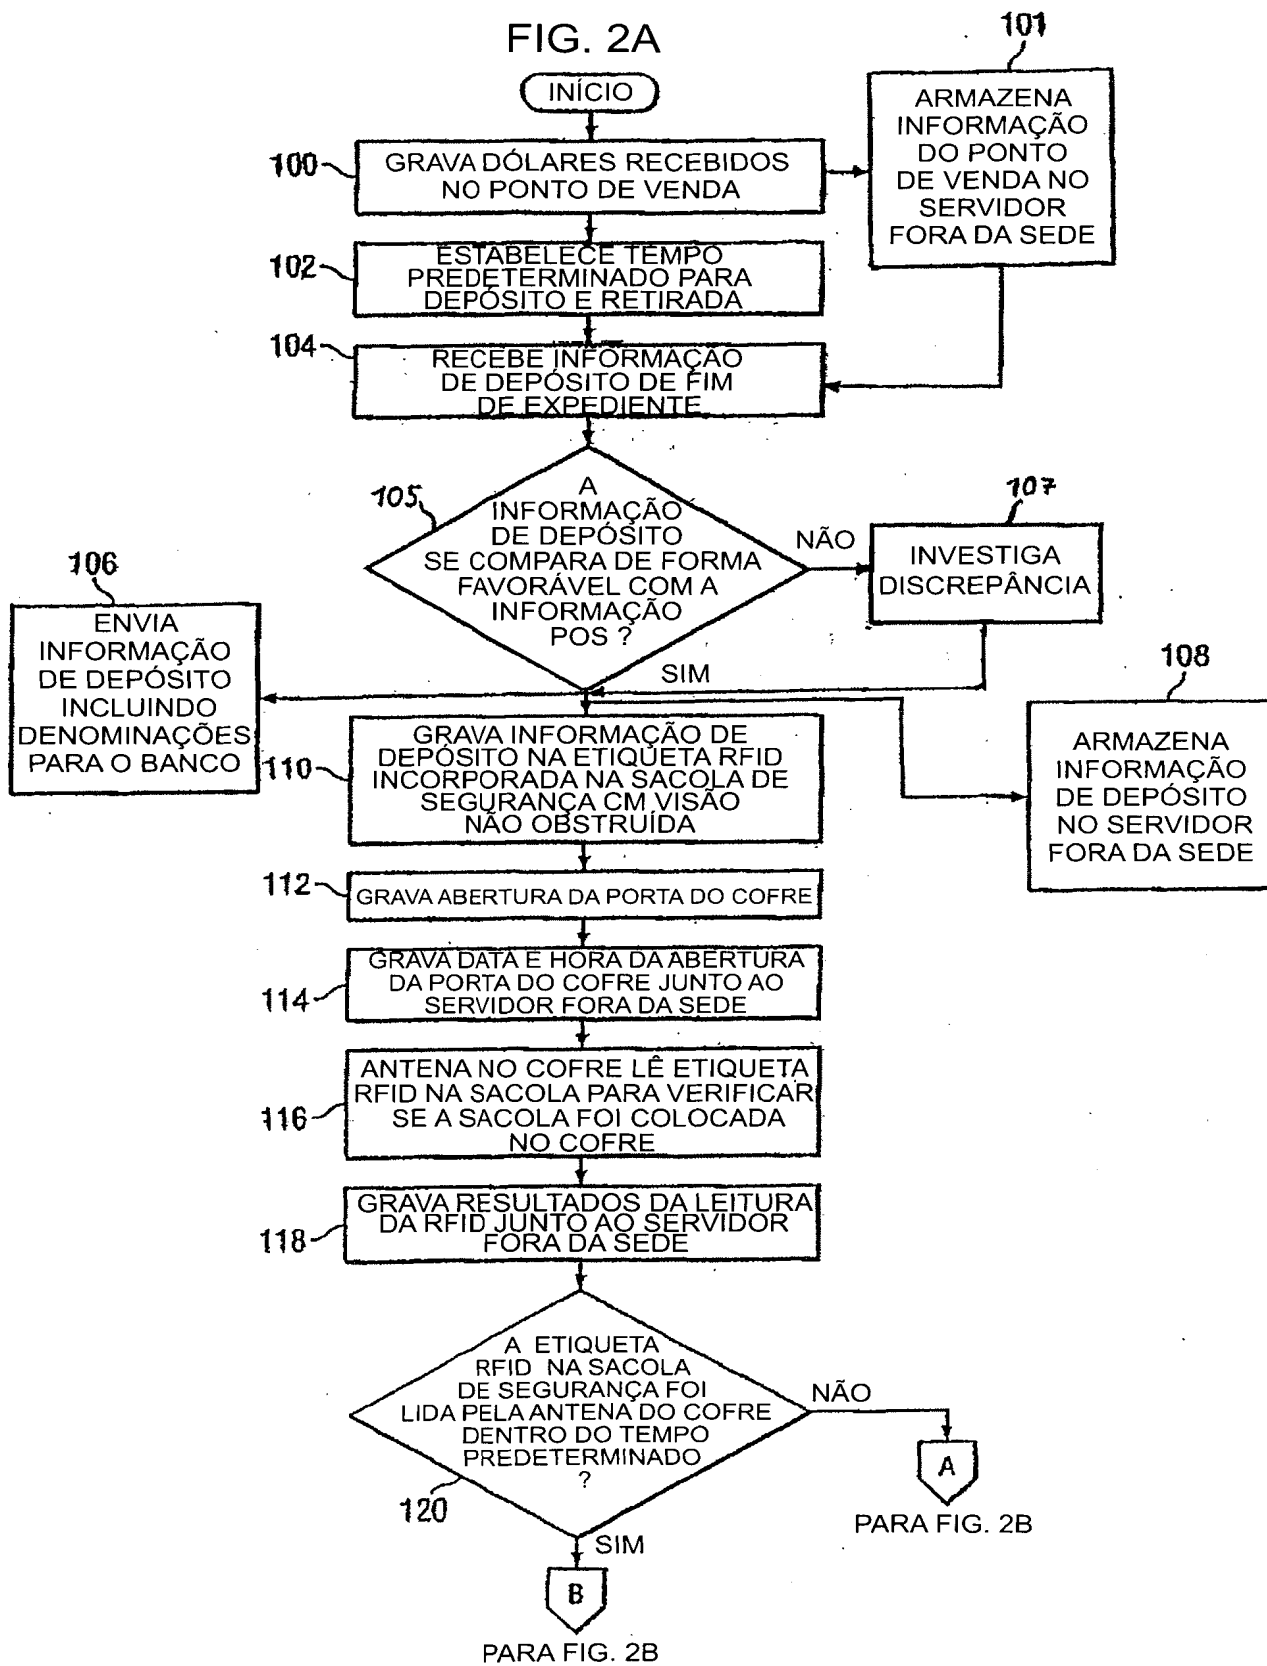 FIG. 2A
INÍCIO
100
GRAVA DÓLARES RECEBIDOS
NO PONTO DE VENDA
101
ARMAZENA
INFORMAÇÃO
DO PONTO
DE VENDA NO
SERVIDOR
FORA DA SEDE
102
ESTABELECE TEMPO
PREDETERMINADO PARA
DEPÓSITO E RETIRADA
104
RECEBE INFORMAÇÃO
DE DEPÓSITO DE FIM
DE EXPEDIENTE
105
A
INFORMAÇÃO
DE DEPÓSITO
SE COMPARA DE FORMA
FAVORÁVEL COM A
INFORMAÇÃO
POS ?
NÃO
107
INVESTIGA
DISCREPÂNCIA
SIM
106
ENVIA
INFORMAÇÃO
DE DEPÓSITO
INCLUINDO
DENOMINAÇÕES
PARA O BANCO
108
ARMAZENA
INFORMAÇÃO
DE DEPÓSITO
NO SERVIDOR
FORA DA SEDE
110
GRAVA INFORMAÇÃO DE
DEPÓSITO NA ETIQUETA RFID
INCORPORADA NA SACOLA DE
SEGURANÇA CM VISÃO
NÃO OBSTRUÍDA
112
GRAVA ABERTURA DA PORTA DO COFRE
114
GRAVA DATA E HORA DA ABERTURA
DA PORTA DO COFRE JUNTO AO
SERVIDOR FORA DA SEDE
116
ANTENA NO COFRE LÊ ETIQUETA
RFID NA SACOLA PARA VERIFICAR
SE A SACOLA FOI COLOCADA
NO COFRE
118
GRAVA RESULTADOS DA LEITURA
DA RFID JUNTO AO SERVIDOR
FORA DA SEDE
120
A ETIQUETA
RFID NA SACOLA
DE SEGURANÇA FOI
LIDA PELA ANTENA DO COFRE
DENTRO DO TEMPO
PREDETERMINADO
?
NÃO
A
PARA FIG. 2B
SIM
B
PARA FIG. 2B